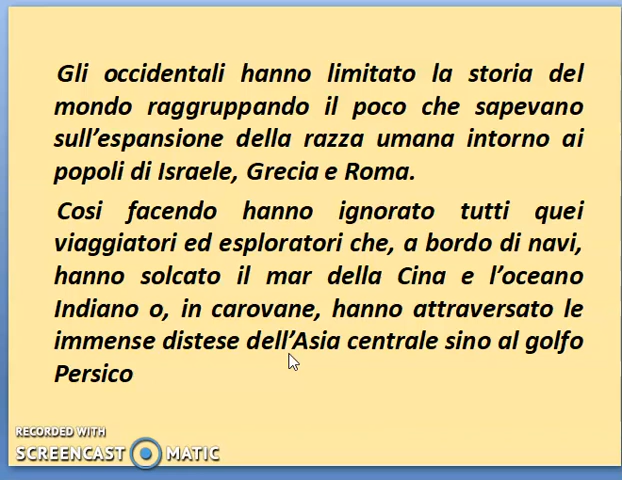 Gli occidentali hanno limitato la storia del
mondo raggruppando il poco che sapevano
sull'espansione della razza umana intorno ai
popoli di Israele, Grecia e Roma.
Cosi facendo hanno ignorato tutti quei
viaggiatori ed esploratori che, a bordo di navi,
hanno solcato il mar della Cina e l'oceano
Indiano o, in carovane, hanno attraversato le
immense distese dell'Asia centrale sino al golfo
Persico
RECORDED WITH
SCREENCAST MATIC